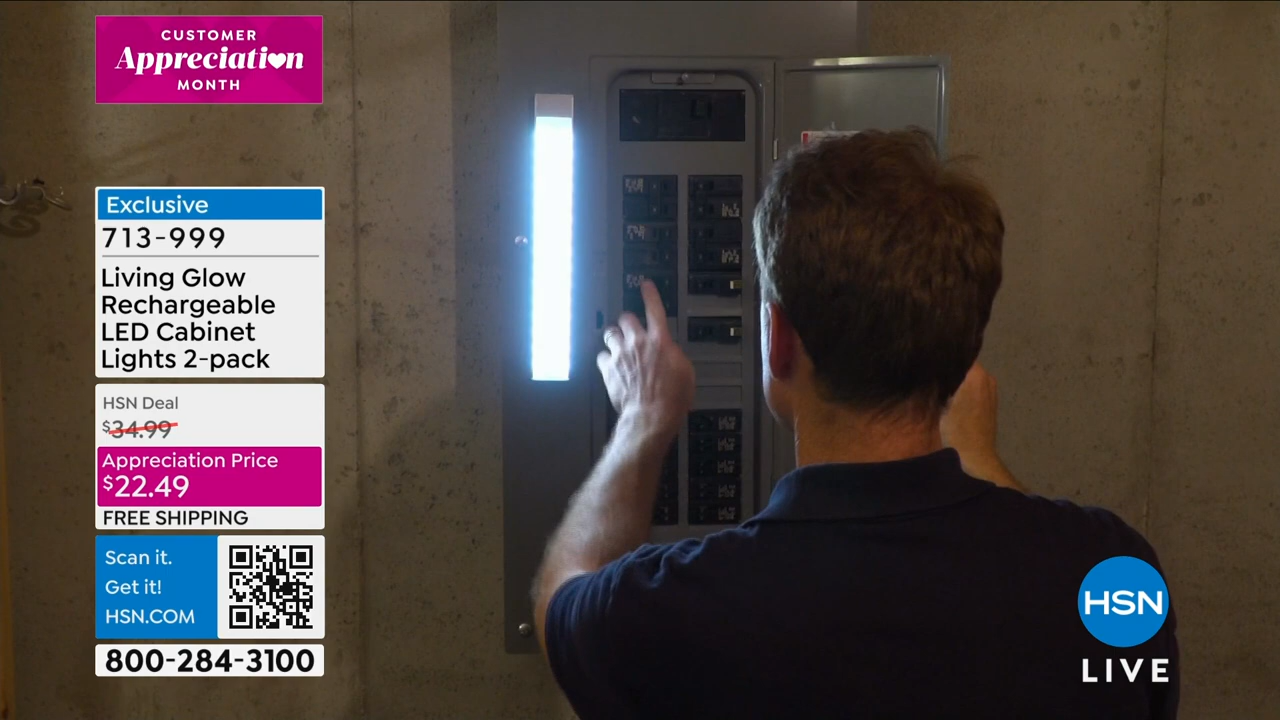 CUSTOMER
Appreciation
MONTH
Exclusive
713-999
Living Glow
Rechargeable
LED Cabinet
Lights 2-pack
HSN Deal
$34.99
Appreciation Price
$22.49
FREE SHIPPING
Scan it.
Get it!
HSN.COM
800-284-3100
HSN
LIVE